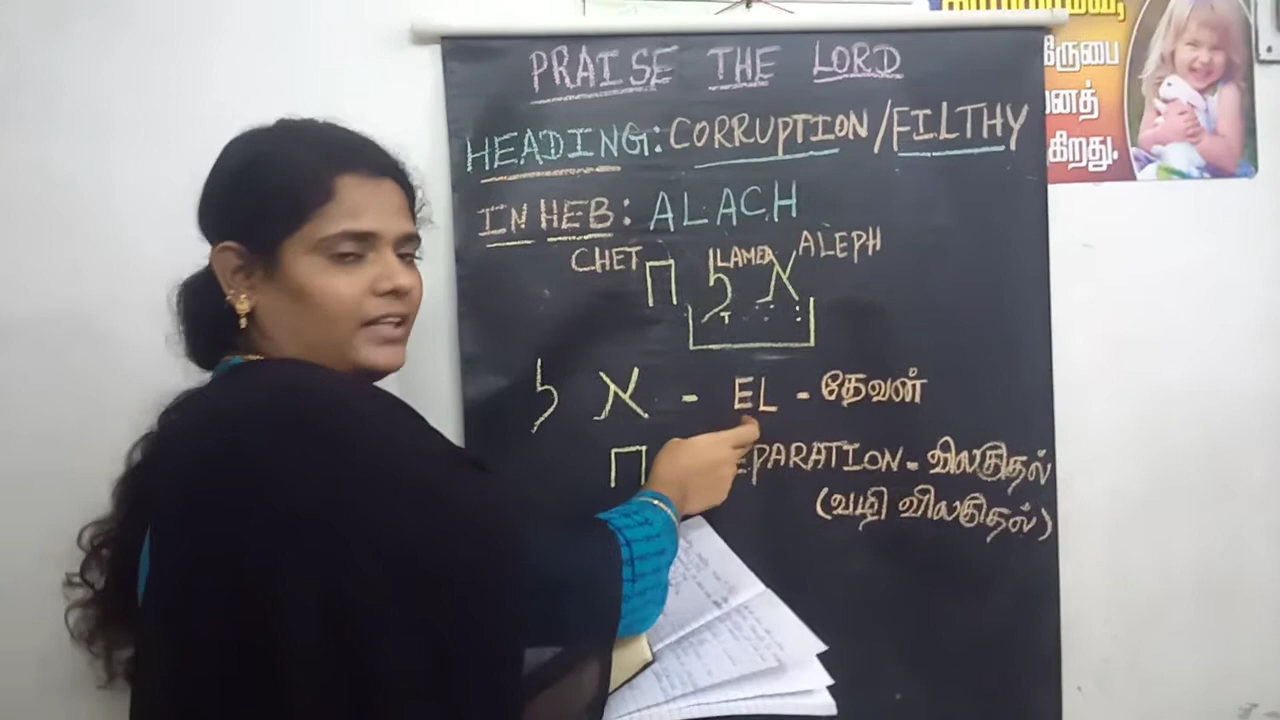 PRAISE THE LORD
HEADING: CORRUPTION / FILTHY
IN HEB: ALACH
CHET LAMED ALEPH
ח ל א
ל א - EL - தேவன்
ח EPARATION - விலகுதல்
(வழி விலகுதல்)
கிறது.